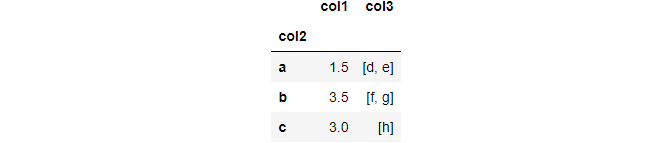 col1 col3
col2
a 1.5 [d, e]
b 3.5 [f, g]
c 3.0 [h]